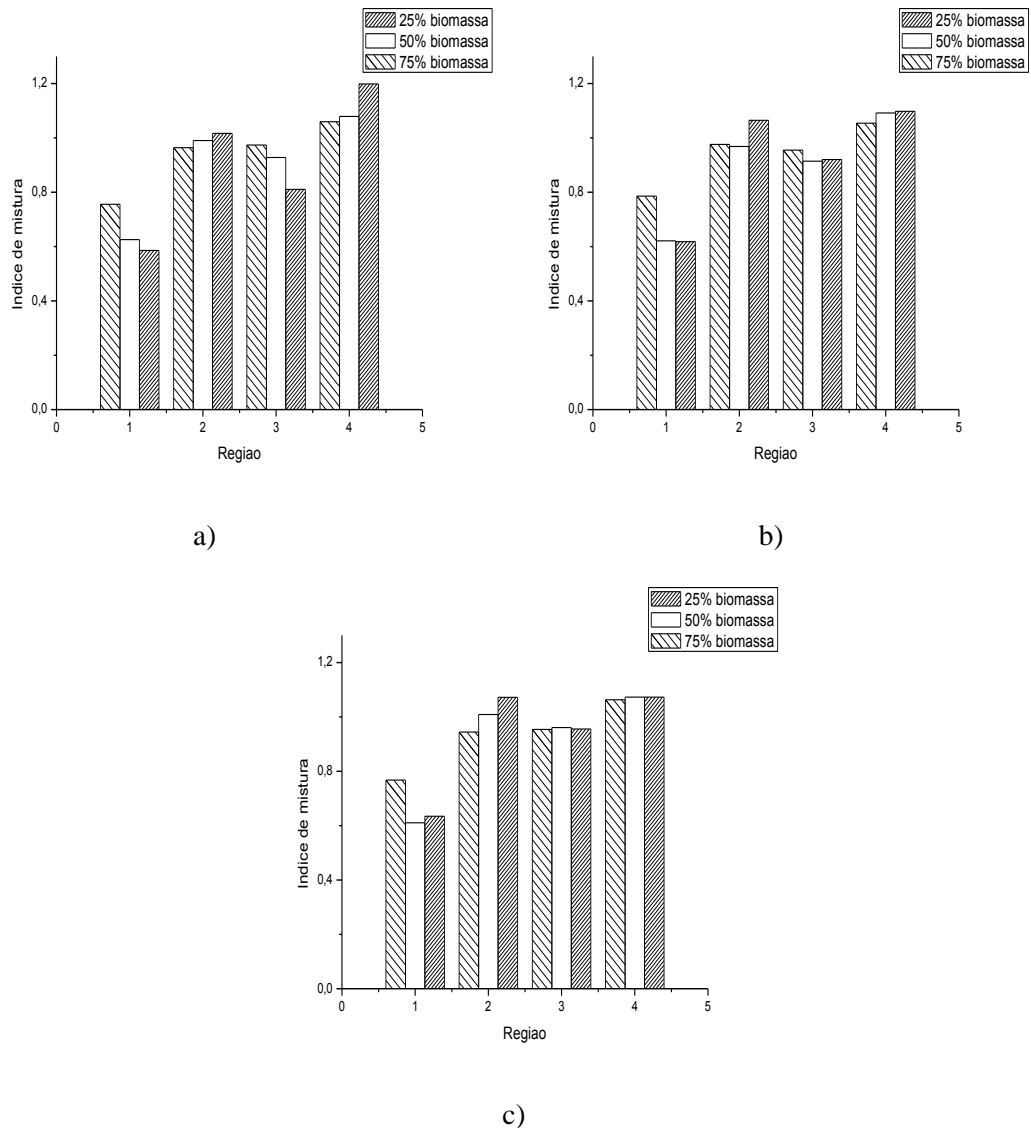 25% biomassa
50% biomassa
75% biomassa
1,2
0,8
0,4
0,0
Indice de mistura
0 1 2 3 4 5
Regiao
a)
25% biomassa
50% biomassa
75% biomassa
1,2
0,8
0,4
0,0
Indice de mistura
0 1 2 3 4 5
Regiao
b)
25% biomassa
50% biomassa
75% biomassa
1,2
0,8
0,4
0,0
Indice de mistura
0 1 2 3 4 5
Regiao
c)